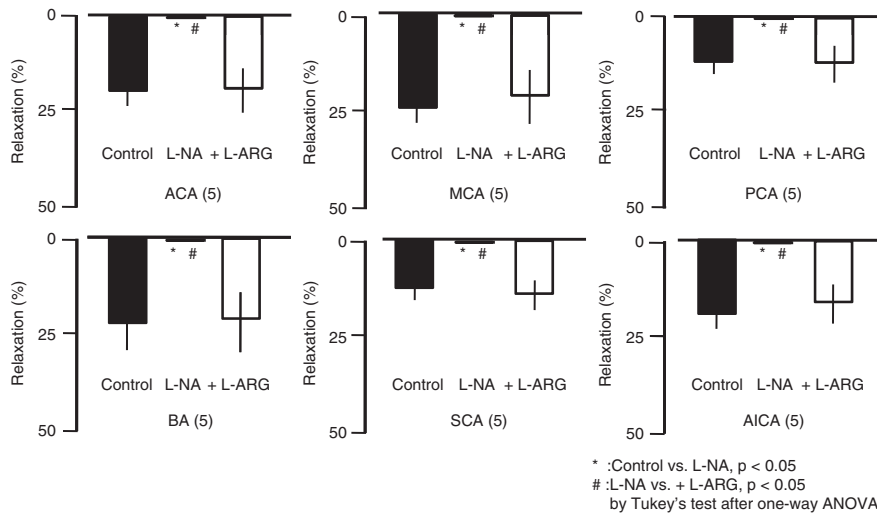 0
25
50
Relaxation (%)
* #
Control L-NA + L-ARG
ACA (5)
0
25
50
Relaxation (%)
* #
Control L-NA + L-ARG
MCA (5)
0
25
50
Relaxation (%)
* #
Control L-NA + L-ARG
PCA (5)
0
25
50
Relaxation (%)
* #
Control L-NA + L-ARG
BA (5)
0
25
50
Relaxation (%)
* #
Control L-NA + L-ARG
SCA (5)
0
25
50
Relaxation (%)
* #
Control L-NA + L-ARG
AICA (5)
* :Control vs. L-NA, p < 0.05
# :L-NA vs. + L-ARG, p < 0.05
by Tukey's test after one-way ANOVA